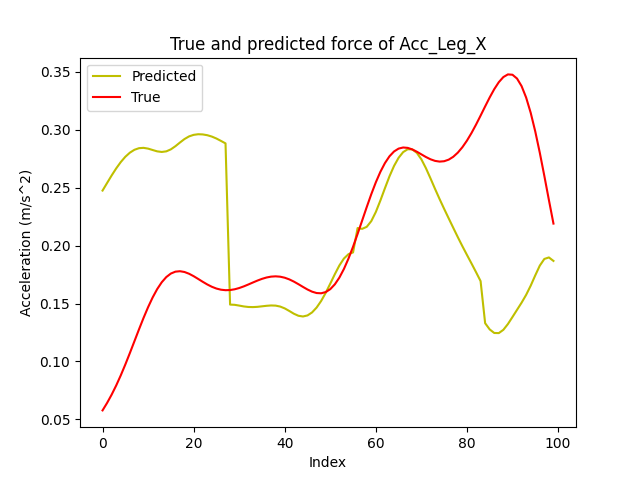 True and predicted force of Acc_Leg_X
Predicted
True
Acceleration (m/s^2)
0.35
0.30
0.25
0.20
0.15
0.10
0.05
0 20 40 60 80 100
Index